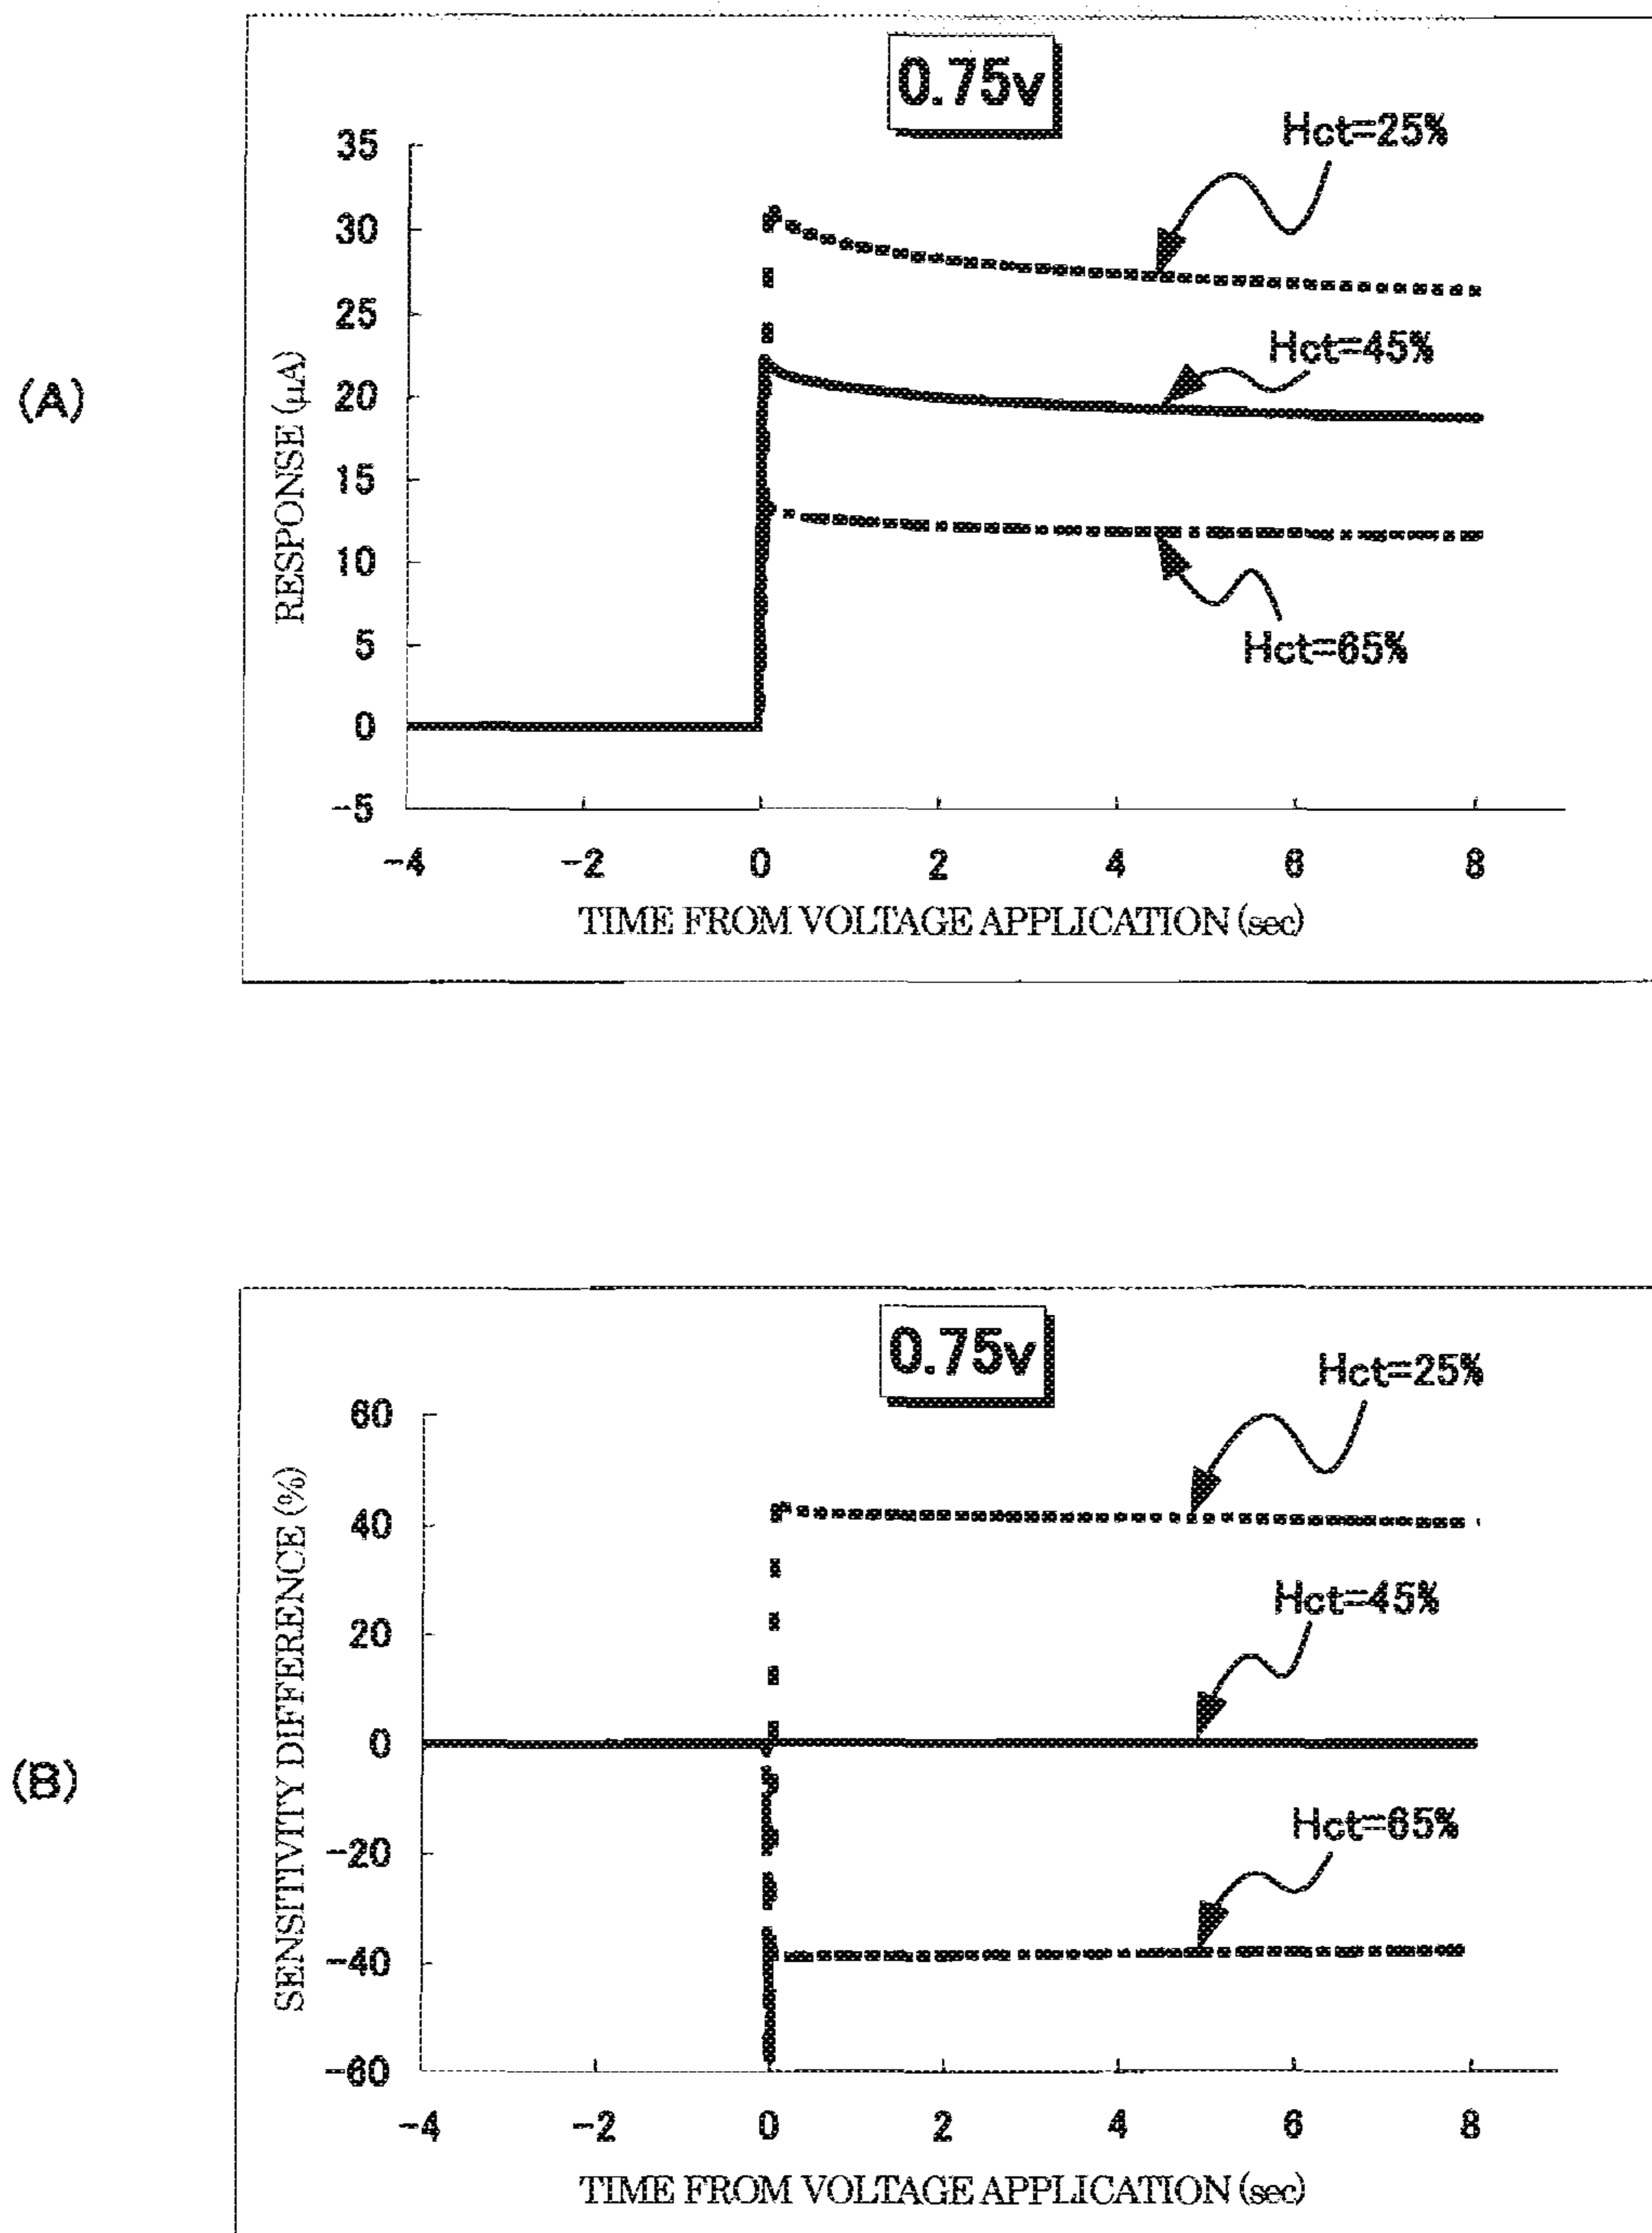 (A)
0.75v
Hct=25%
Hct=45%
Hct=65%
RESPONSE (μA)
35
30
25
20
15
10
5
0
-5
-4 -2 0 2 4 6 8
TIME FROM VOLTAGE APPLICATION (sec)
(B)
0.75v
Hct=25%
Hct=45%
Hct=65%
SENSITIVITY DIFFERENCE (%)
60
40
20
0
-20
-40
-60
-4 -2 0 2 4 6 8
TIME FROM VOLTAGE APPLICATION (sec)